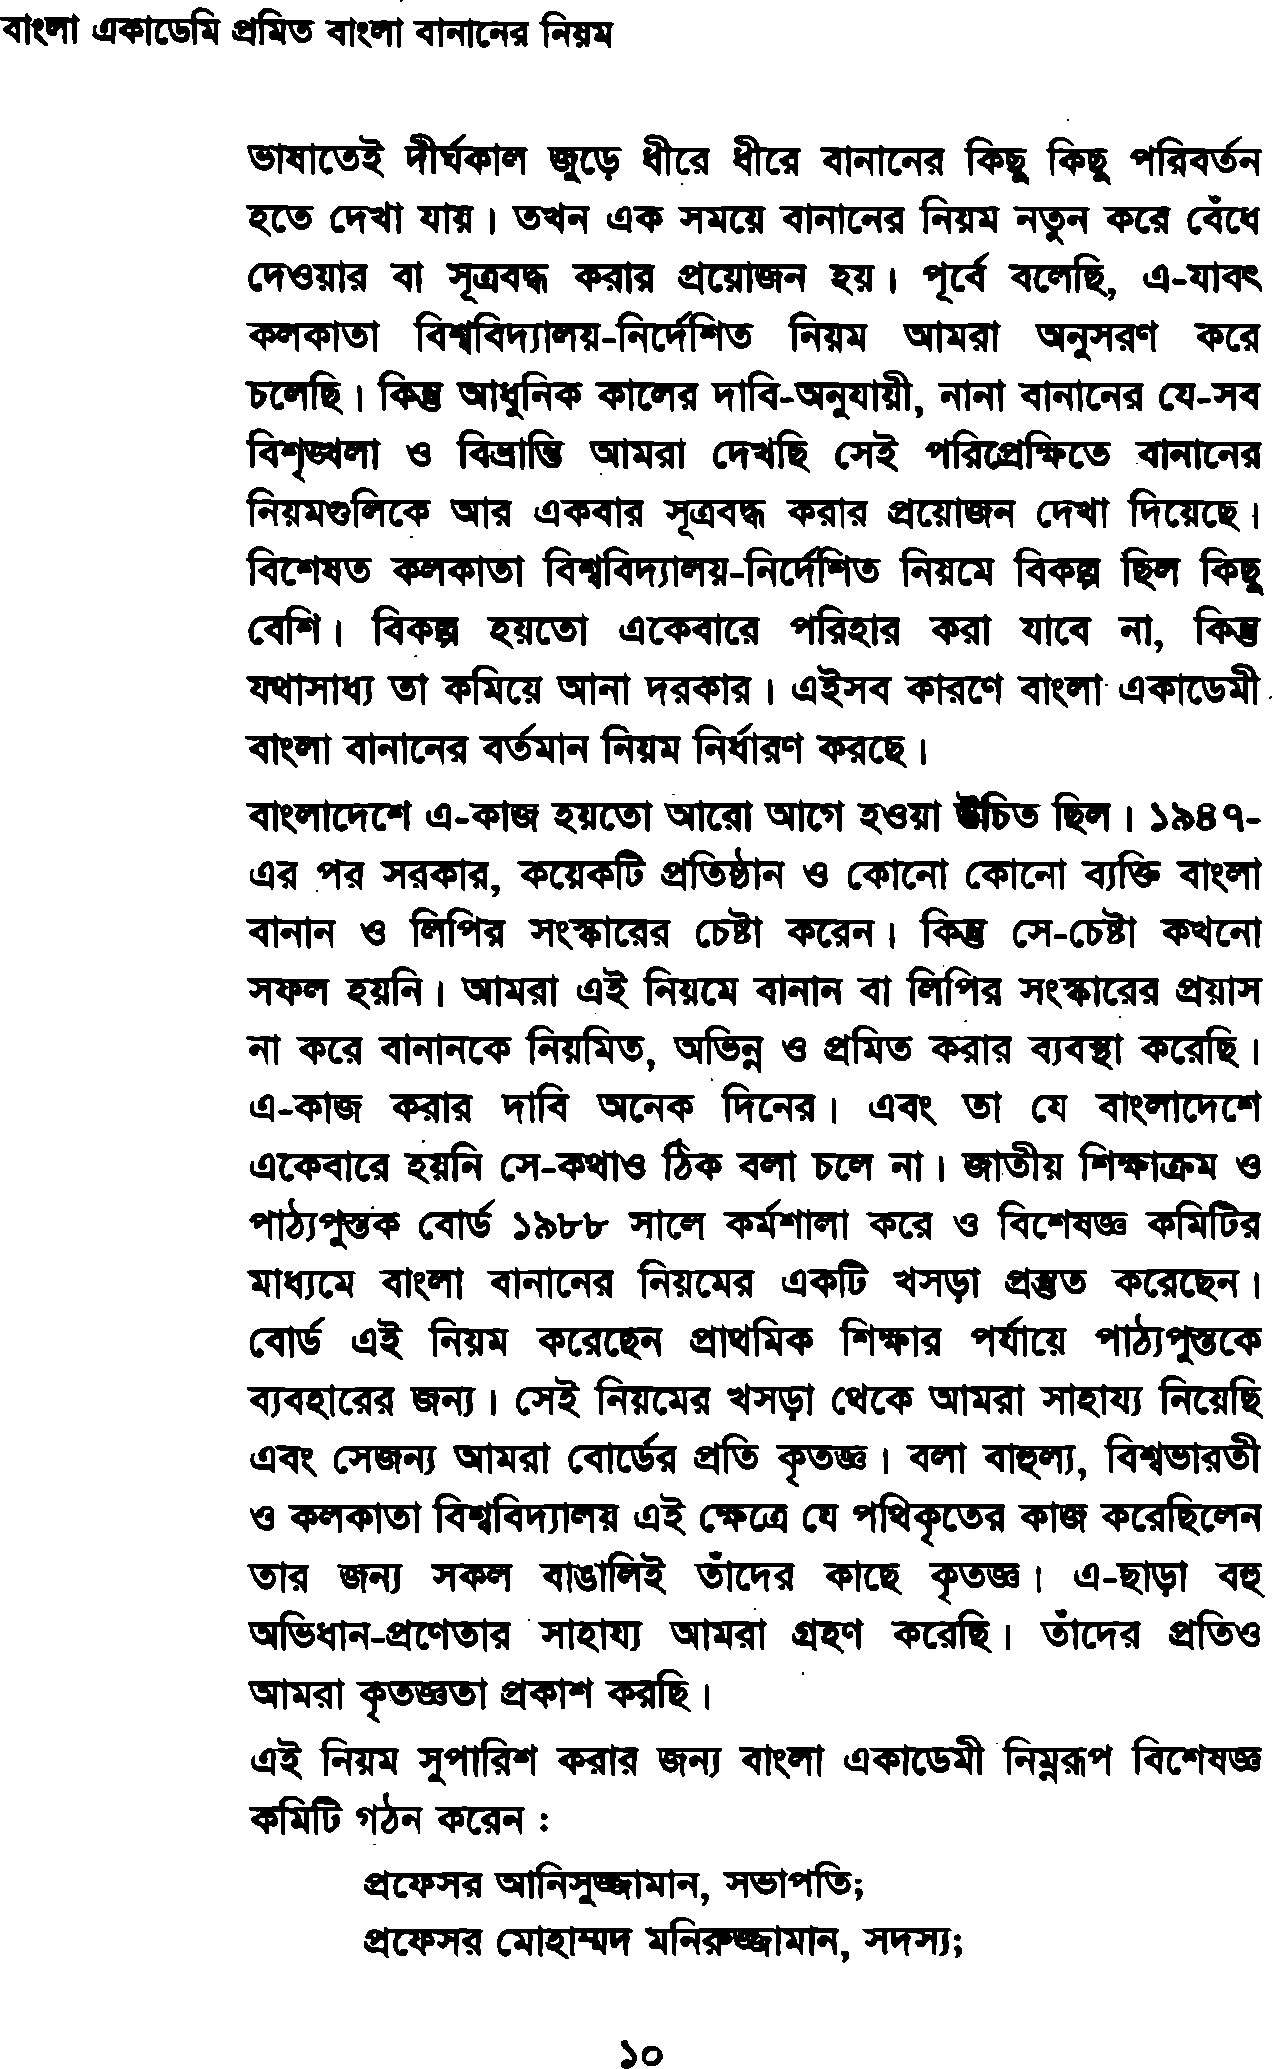 বাংলা একাডেমি প্রমিত বাংলা বানানের নিয়ম
ভাষাতেই দীর্ঘকাল জুড়ে ধীরে ধীরে বানানের কিছু কিছু পরিবর্তন
হতে দেখা যায়। তখন এক সময়ে বানানের নিয়ম নতুন করে বেঁধে
দেওয়ার বা সূত্রবদ্ধ করার প্রয়োজন হয়। পূর্বে বলেছি, এ-যাবৎ
কলকাতা বিশ্ববিদ্যালয়-নির্দেশিত নিয়ম আমরা অনুসরণ করে
চলেছি। কিন্তু আধুনিক কালের দাবি-অনুযায়ী, নানা বানানের যে-সব
বিশৃঙ্খলা ও বিভ্রান্তি আমরা দেখছি সেই পরিপ্রেক্ষিতে বানানের
নিয়মগুলিকে আর একবার সূত্রবদ্ধ করার প্রয়োজন দেখা দিয়েছে।
বিশেষত কলকাতা বিশ্ববিদ্যালয়-নির্দেশিত নিয়মে বিকল্প ছিল কিছু
বেশি। বিকল্প হয়তো একেবারে পরিহার করা যাবে না, কিন্তু
যথাসাধ্য তা কমিয়ে আনা দরকার। এইসব কারণে বাংলা একাডেমী
বাংলা বানানের বর্তমান নিয়ম নির্ধারণ করছে।
বাংলাদেশে এ-কাজ হয়তো আরো আগে হওয়া উচিত ছিল। ১৯৪৭-
এর পর সরকার, কয়েকটি প্রতিষ্ঠান ও কোনো কোনো ব্যক্তি বাংলা
বানান ও লিপির সংস্কারের চেষ্টা করেন। কিন্তু সে-চেষ্টা কখনো
সফল হয়নি। আমরা এই নিয়মে বানান বা লিপির সংস্কারের প্রয়াস
না করে বানানকে নিয়মিত, অভিন্ন ও প্রমিত করার ব্যবস্থা করেছি।
এ-কাজ করার দাবি অনেক দিনের। এবং তা যে বাংলাদেশে
একেবারে হয়নি সে-কথাও ঠিক বলা চলে না। জাতীয় শিক্ষাক্রম ও
পাঠ্যপুস্তক বোর্ড ১৯৮৮ সালে কর্মশালা করে ও বিশেষজ্ঞ কমিটির
মাধ্যমে বাংলা বানানের নিয়মের একটি খসড়া প্রস্তুত করেছেন।
বোর্ড এই নিয়ম করেছেন প্রাথমিক শিক্ষার পর্যায়ে পাঠ্যপুস্তকে
ব্যবহারের জন্য। সেই নিয়মের খসড়া থেকে আমরা সাহায্য নিয়েছি
এবং সেজন্য আমরা বোর্ডের প্রতি কৃতজ্ঞ। বলা বাহুল্য, বিশ্বভারতী
ও কলকাতা বিশ্ববিদ্যালয় এই ক্ষেত্রে যে পথিকৃতের কাজ করেছিলেন
তার জন্য সকল বাঙালিই তাঁদের কাছে কৃতজ্ঞ। এ-ছাড়া বহু
অভিধান-প্রণেতার সাহায্য আমরা গ্রহণ করেছি। তাঁদের প্রতিও
আমরা কৃতজ্ঞতা প্রকাশ করছি।
এই নিয়ম সুপারিশ করার জন্য বাংলা একাডেমী নিম্নরূপ বিশেষজ্ঞ
কমিটি গঠন করেন :
প্রফেসর আনিসুজ্জামান, সভাপতি;
প্রফেসর মোহাম্মদ মনিরুজ্জামান, সদস্য;
১০